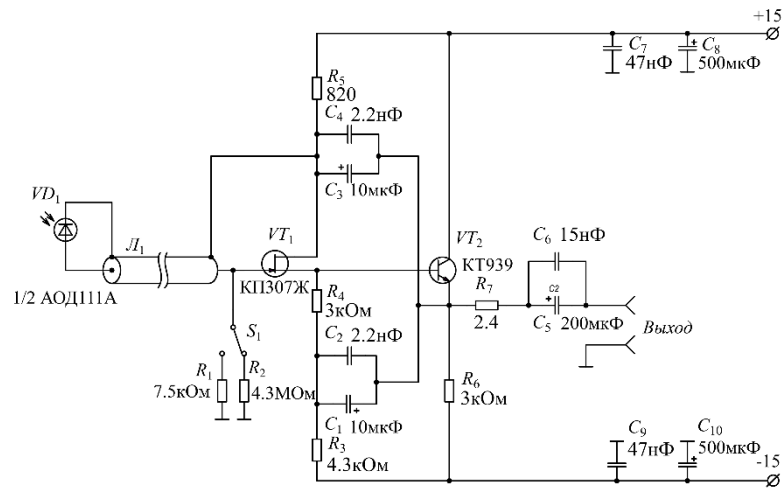 +15
C7
47нФ
C8
500мкФ
R5
820
C4
2.2нФ
C3
10мкФ
VD1
Л1
1/2 АОД111А
VT1
КП307Ж
VT2
КТ939
C6
15нФ
R7
2.4
C2
C5
200мкФ
Выход
R4
3кОм
C2
2.2нФ
S1
R1
7.5кОм
R2
4.3МОм
C1
10мкФ
R3
4.3кОм
R6
3кОм
C9
47нФ
C10
500мкФ
-15